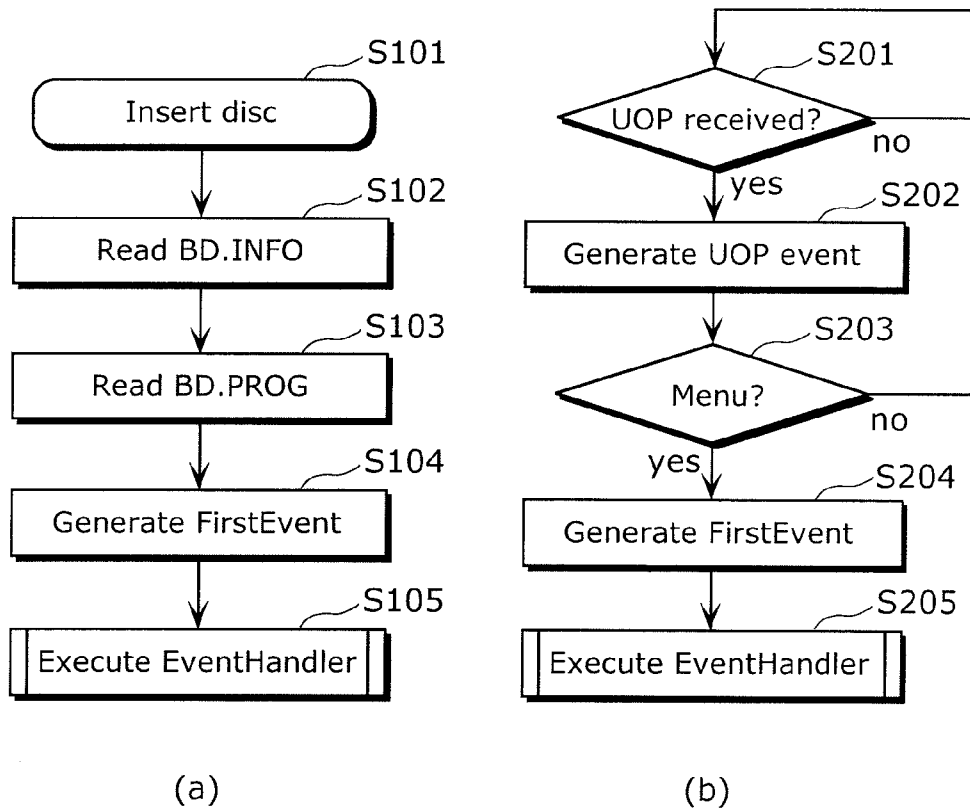 S101
Insert disc
S102
Read BD.INFO
S103
Read BD.PROG
S104
Generate FirstEvent
S105
Execute EventHandler
(a)
S201
UOP received?
no
yes
S202
Generate UOP event
S203
Menu?
no
yes
S204
Generate FirstEvent
S205
Execute EventHandler
(b)